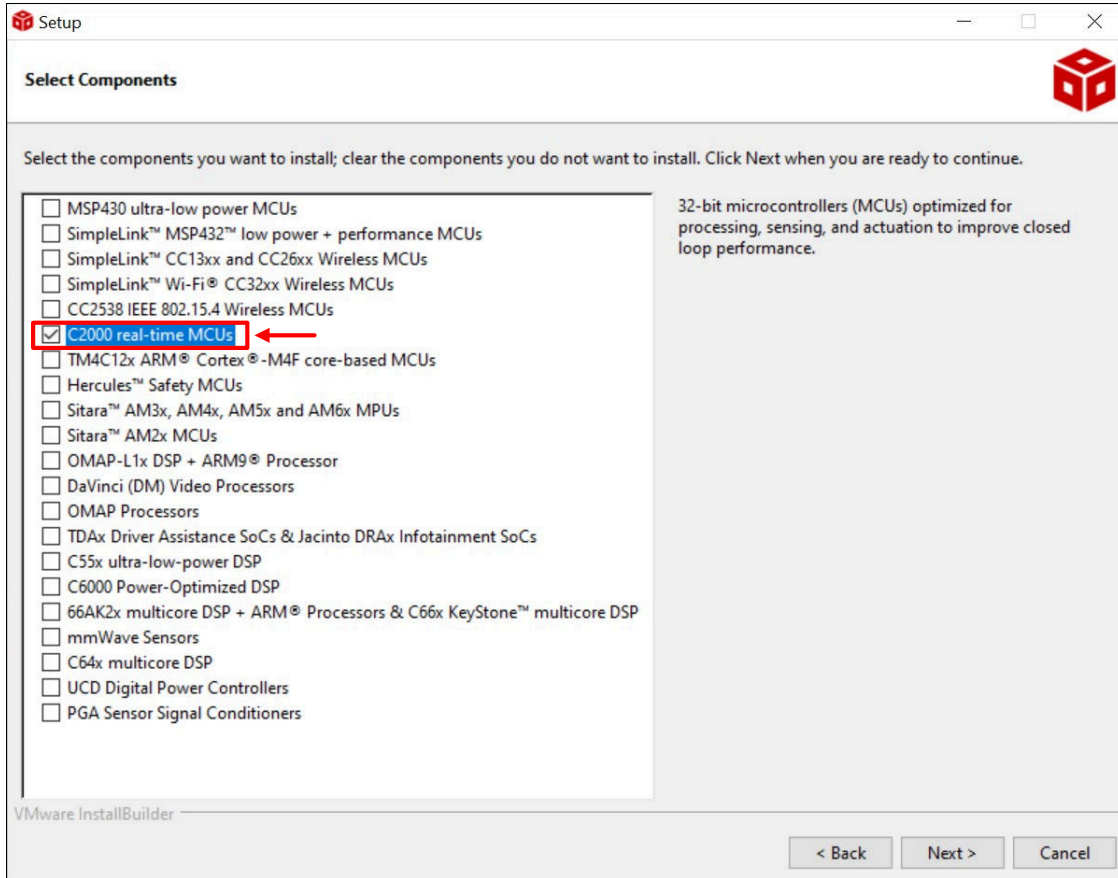 Setup
Select Components
Select the components you want to install; clear the components you do not want to install. Click Next when you are ready to continue.
MSP430 ultra-low power MCUs
SimpleLink™ MSP432™ low power + performance MCUs
SimpleLink™ CC13xx and CC26xx Wireless MCUs
SimpleLink™ Wi-Fi® CC32xx Wireless MCUs
CC2538 IEEE 802.15.4 Wireless MCUs
C2000 real-time MCUs
TM4C12x ARM® Cortex®-M4F core-based MCUs
Hercules™ Safety MCUs
Sitara™ AM3x, AM4x, AM5x and AM6x MPUs
Sitara™ AM2x MCUs
OMAP-L1x DSP + ARM9® Processor
DaVinci (DM) Video Processors
OMAP Processors
TDAx Driver Assistance SoCs & Jacinto DRAx Infotainment SoCs
C55x ultra-low-power DSP
C6000 Power-Optimized DSP
66AK2x multicore DSP + ARM® Processors & C66x KeyStone™ multicore DSP
mmWave Sensors
C64x multicore DSP
UCD Digital Power Controllers
PGA Sensor Signal Conditioners
32-bit microcontrollers (MCUs) optimized for
processing, sensing, and actuation to improve closed
loop performance.
VMware InstallBuilder
< Back
Next >
Cancel